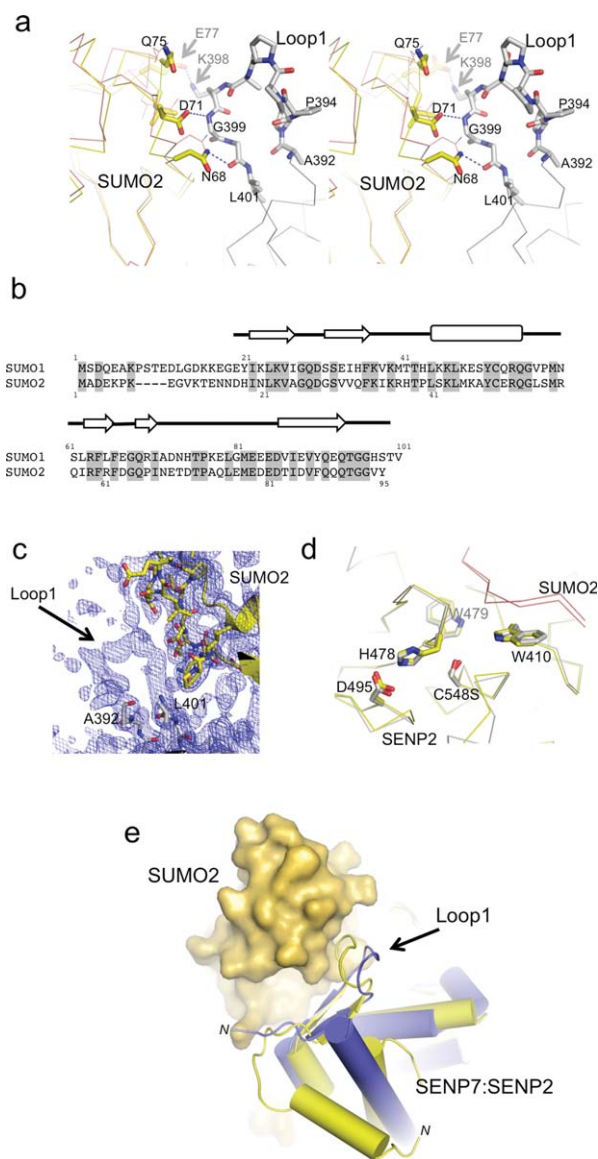 a
E77
Q75
K398
Loop1
D71
P394
G399
A392
SUMO2
N68
L401
E77
Q75
K398
Loop1
D71
P394
G399
A392
SUMO2
N68
L401
b
1 21 41
SUMO1 MSDQEAKPSTEDLGDKKEGEYIKLKVIGQDSSEIHFKVKMTTHLKKLKESYCQRQGVPMN
SUMO2 MADEKPK----EGVKTENNDHINLKVAGQDGSVVQFKIKRHTPLSKLMKAYCERQGLSMR
1 21 41
61 81 101
SLRFLFEGQRIADNHTPKELGMEEEDVIEVYQEQTGGHSTV
QIRFRFDGQPINETDTPAQLEMEDEDTIDVFQQQTGGVY
61 81 95
c
SUMO2
Loop1
A392
L401
d
SUMO2
W479
H478
W410
D495
C548S
SENP2
e
SUMO2
Loop1
N
SENP7:SENP2
N